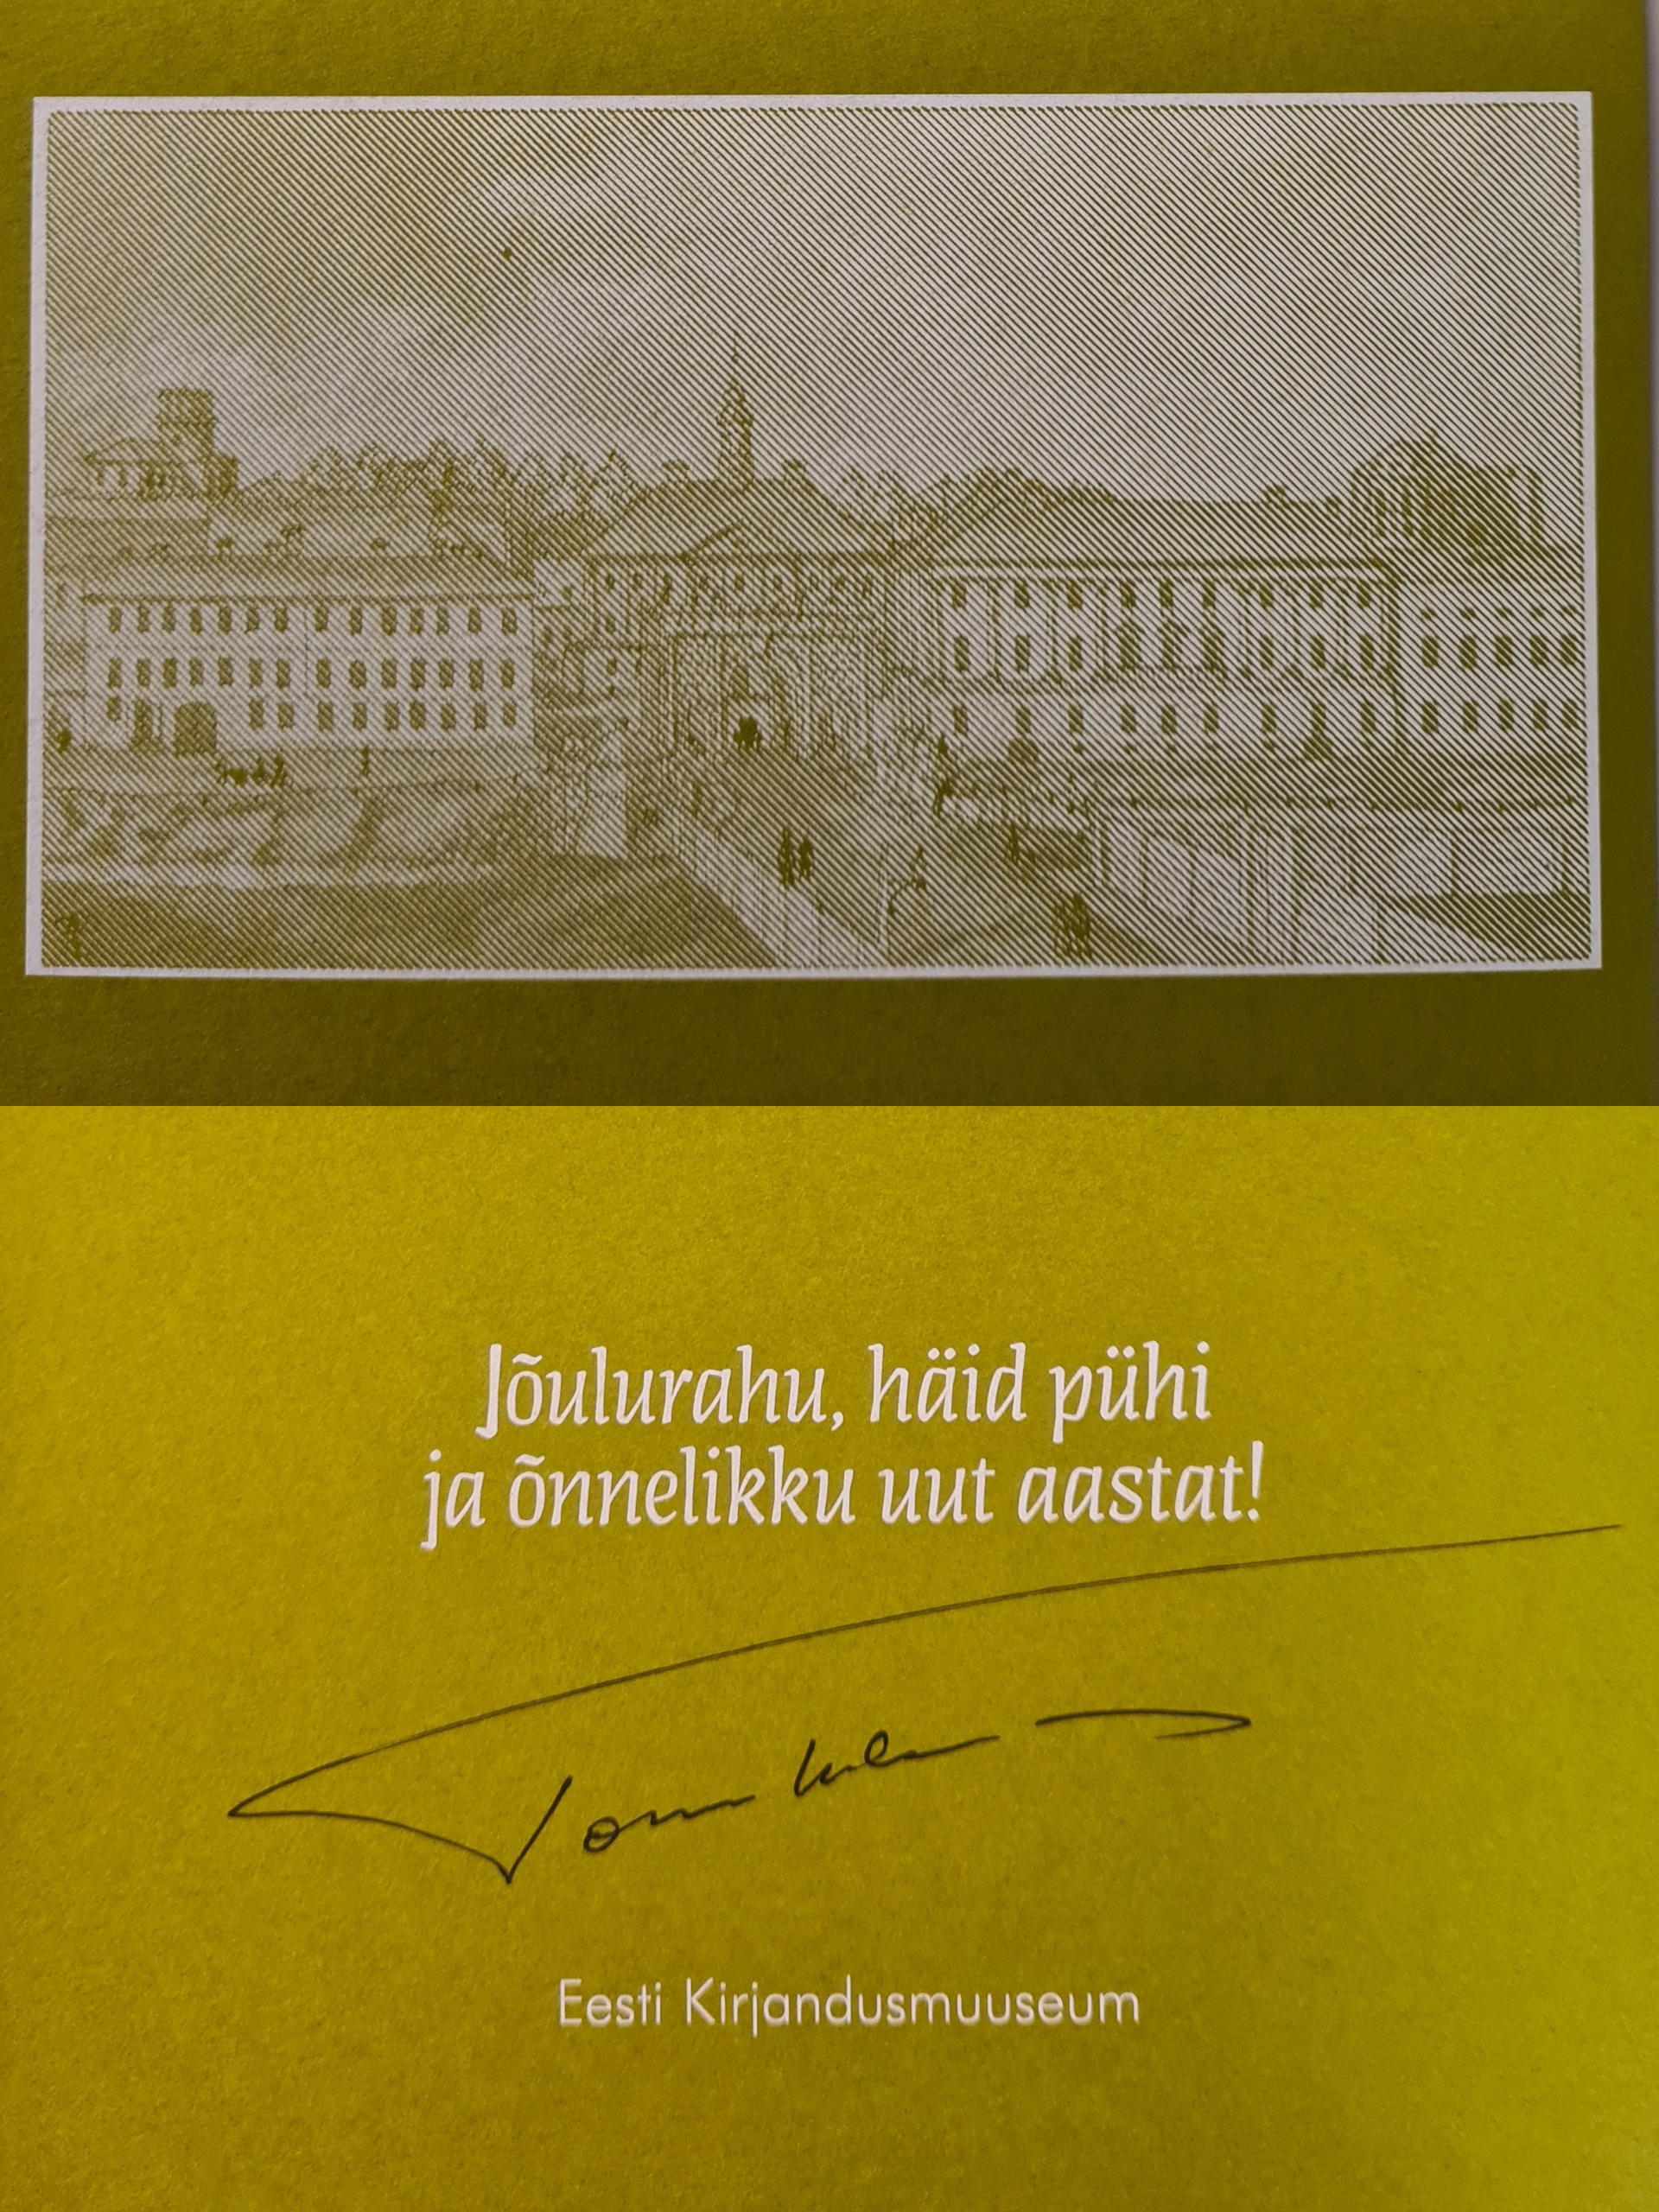 Jõulurahu, häid pühi
ja õnnelikku uut aastat!
Eesti Kirjandusmuuseum